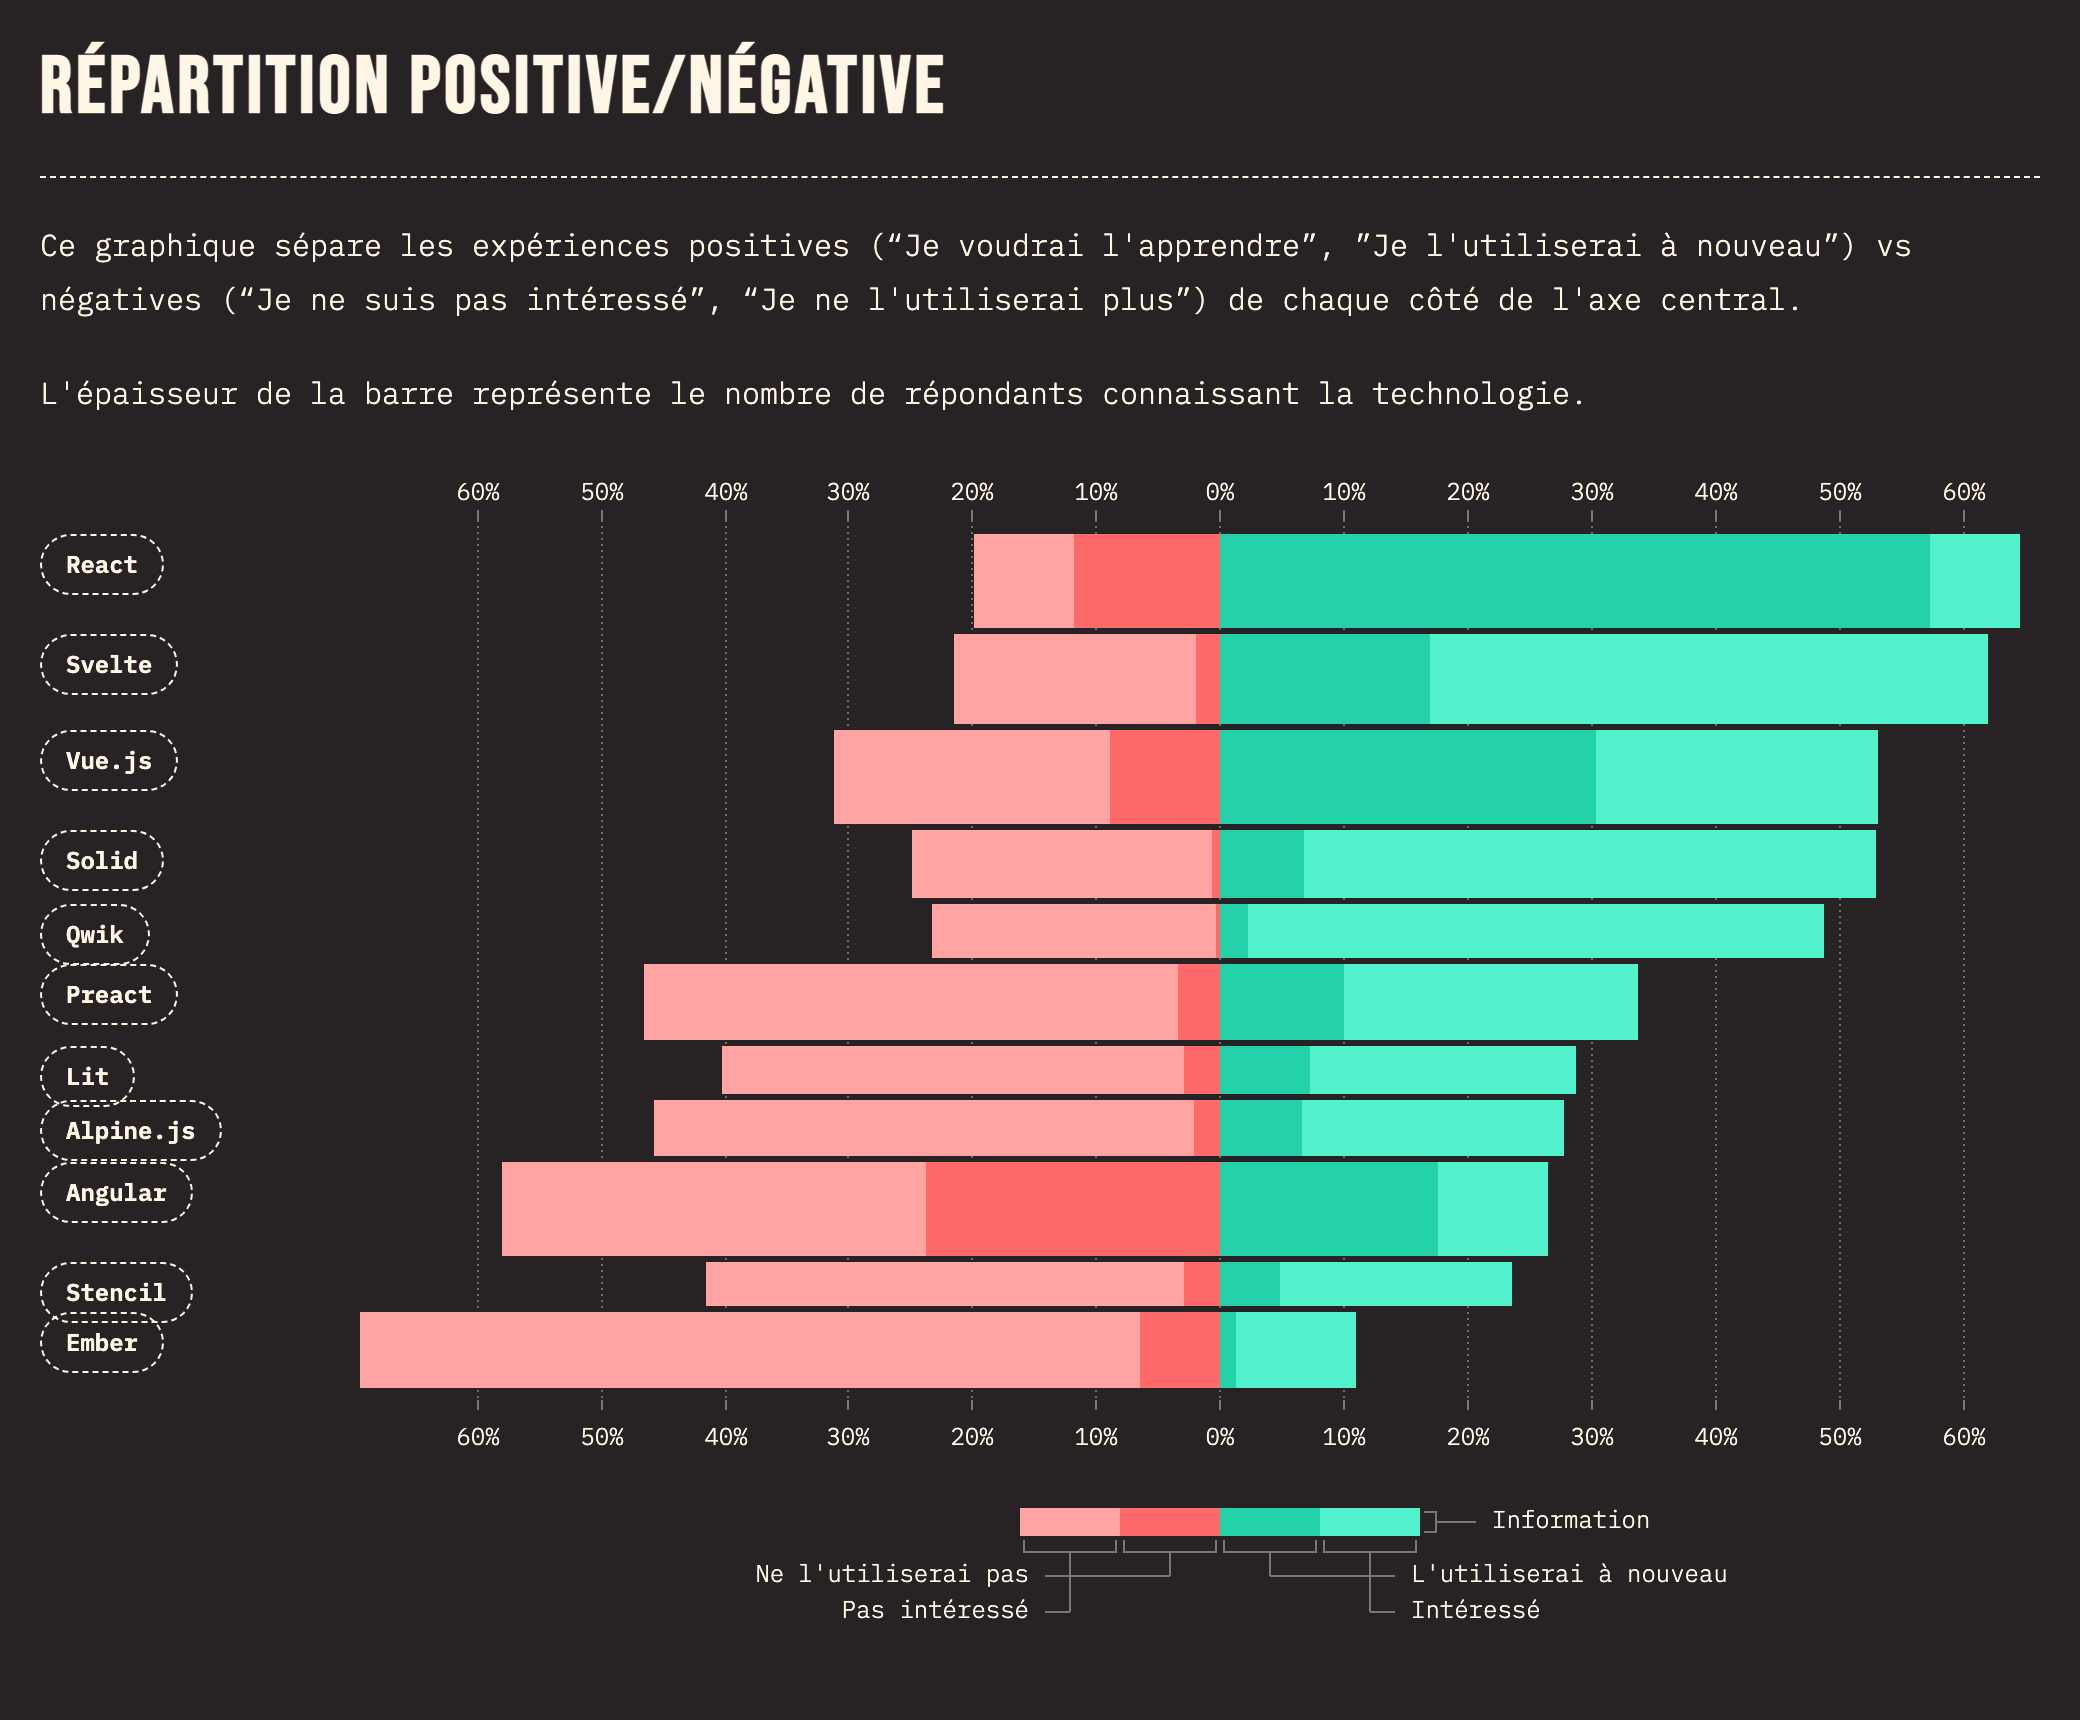 RÉPARTITION POSITIVE/NÉGATIVE
Ce graphique sépare les expériences positives (“Je voudrai l'apprendre”, ”Je l'utiliserai à nouveau”) vs
négatives (“Je ne suis pas intéressé”, “Je ne l'utiliserai plus”) de chaque côté de l'axe central.
L'épaisseur de la barre représente le nombre de répondants connaissant la technologie.
60% 50% 40% 30% 20% 10% 0% 10% 20% 30% 40% 50% 60%
React
Svelte
Vue.js
Solid
Qwik
Preact
Lit
Alpine.js
Angular
Stencil
Ember
60% 50% 40% 30% 20% 10% 0% 10% 20% 30% 40% 50% 60%
Information
Ne l'utiliserai pas L'utiliserai à nouveau
Pas intéressé Intéressé